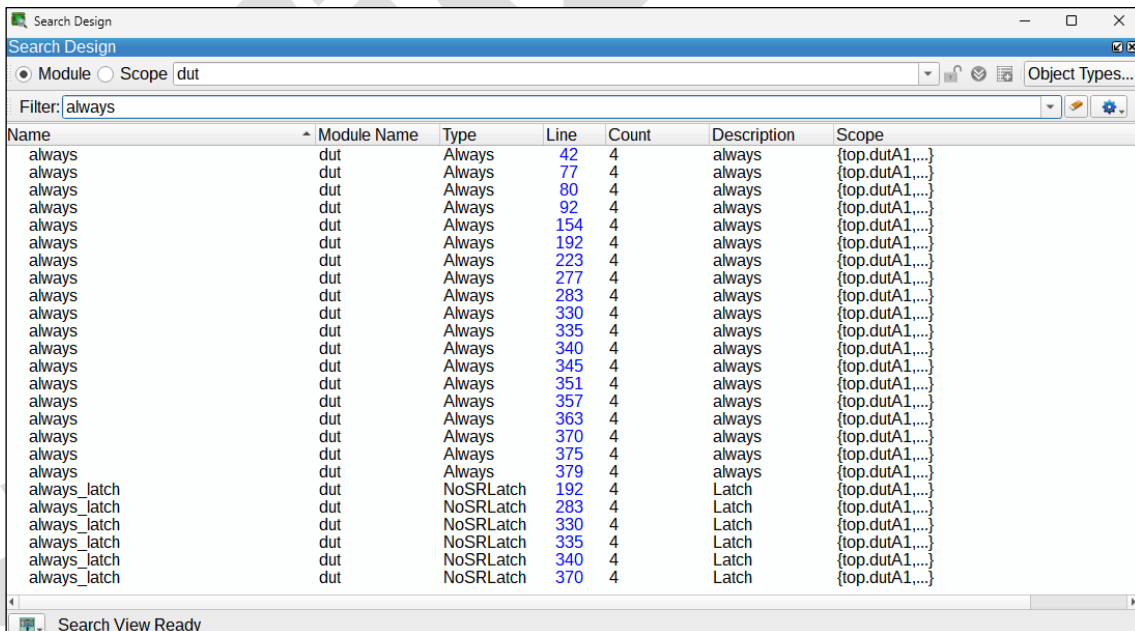 Search Design
Search Design
Module Scope dut Object Types...
Filter: always
Name Module Name Type Line Count Description Scope
always dut Always 42 4 always {top.dutA1,...}
always dut Always 77 4 always {top.dutA1,...}
always dut Always 80 4 always {top.dutA1,...}
always dut Always 92 4 always {top.dutA1,...}
always dut Always 154 4 always {top.dutA1,...}
always dut Always 192 4 always {top.dutA1,...}
always dut Always 223 4 always {top.dutA1,...}
always dut Always 277 4 always {top.dutA1,...}
always dut Always 283 4 always {top.dutA1,...}
always dut Always 330 4 always {top.dutA1,...}
always dut Always 335 4 always {top.dutA1,...}
always dut Always 340 4 always {top.dutA1,...}
always dut Always 345 4 always {top.dutA1,...}
always dut Always 351 4 always {top.dutA1,...}
always dut Always 357 4 always {top.dutA1,...}
always dut Always 363 4 always {top.dutA1,...}
always dut Always 370 4 always {top.dutA1,...}
always dut Always 375 4 always {top.dutA1,...}
always dut Always 379 4 always {top.dutA1,...}
always_latch dut NoSRLatch 192 4 Latch {top.dutA1,...}
always_latch dut NoSRLatch 283 4 Latch {top.dutA1,...}
always_latch dut NoSRLatch 330 4 Latch {top.dutA1,...}
always_latch dut NoSRLatch 335 4 Latch {top.dutA1,...}
always_latch dut NoSRLatch 340 4 Latch {top.dutA1,...}
always_latch dut NoSRLatch 370 4 Latch {top.dutA1,...}
Search View Ready